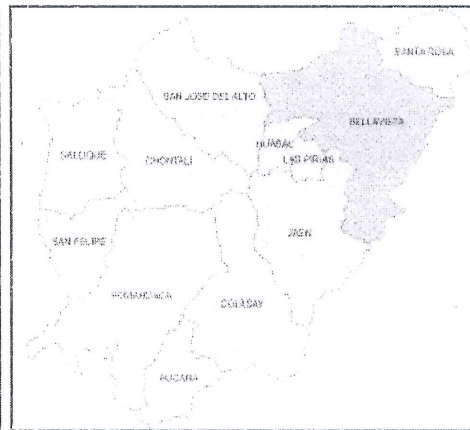 SANTA ROSA
SAN JOSE DEL ALTO
BELLAVISTA
HUABAL
LAS PIRIAS
SALLIQUE
CHONTALI
JAEN
SAN FELIPE
POMAHUACA
COLASAY
PUCARA